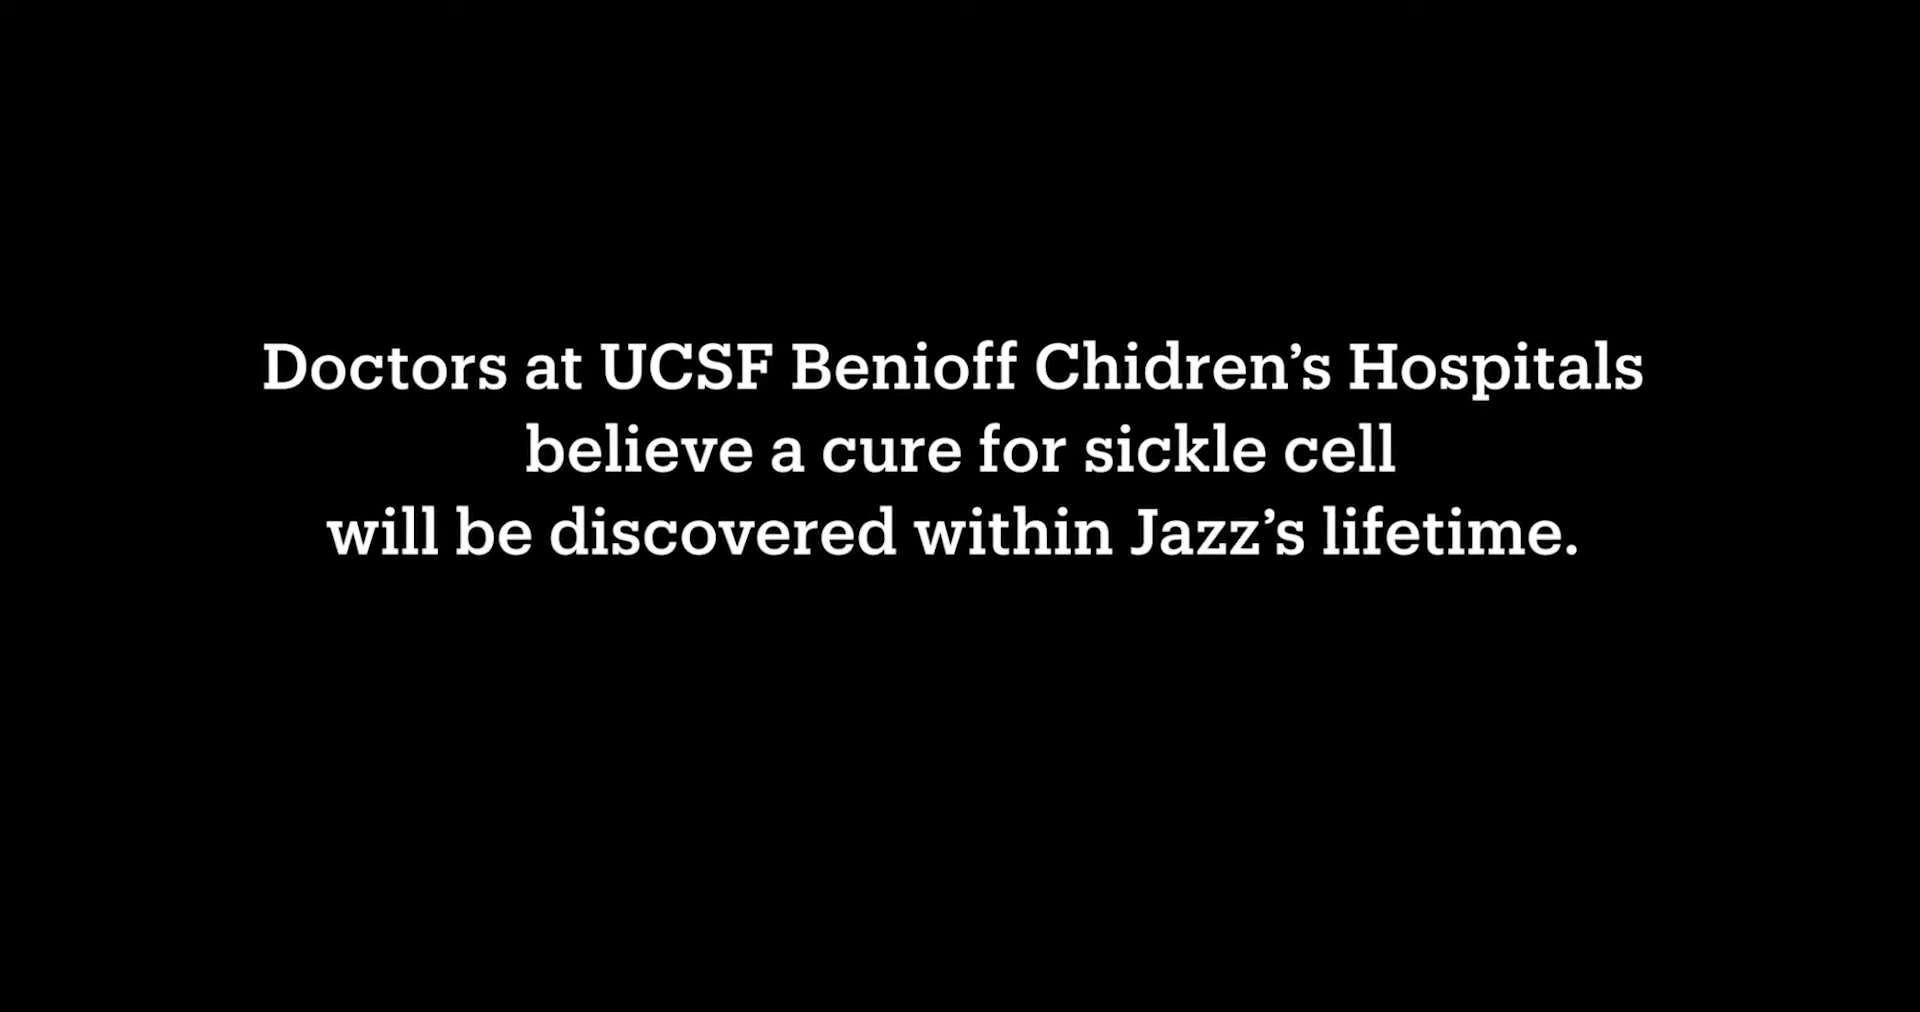 Doctors at UCSF Benioff Chidren’s Hospitals
believe a cure for sickle cell
will be discovered within Jazz’s lifetime.